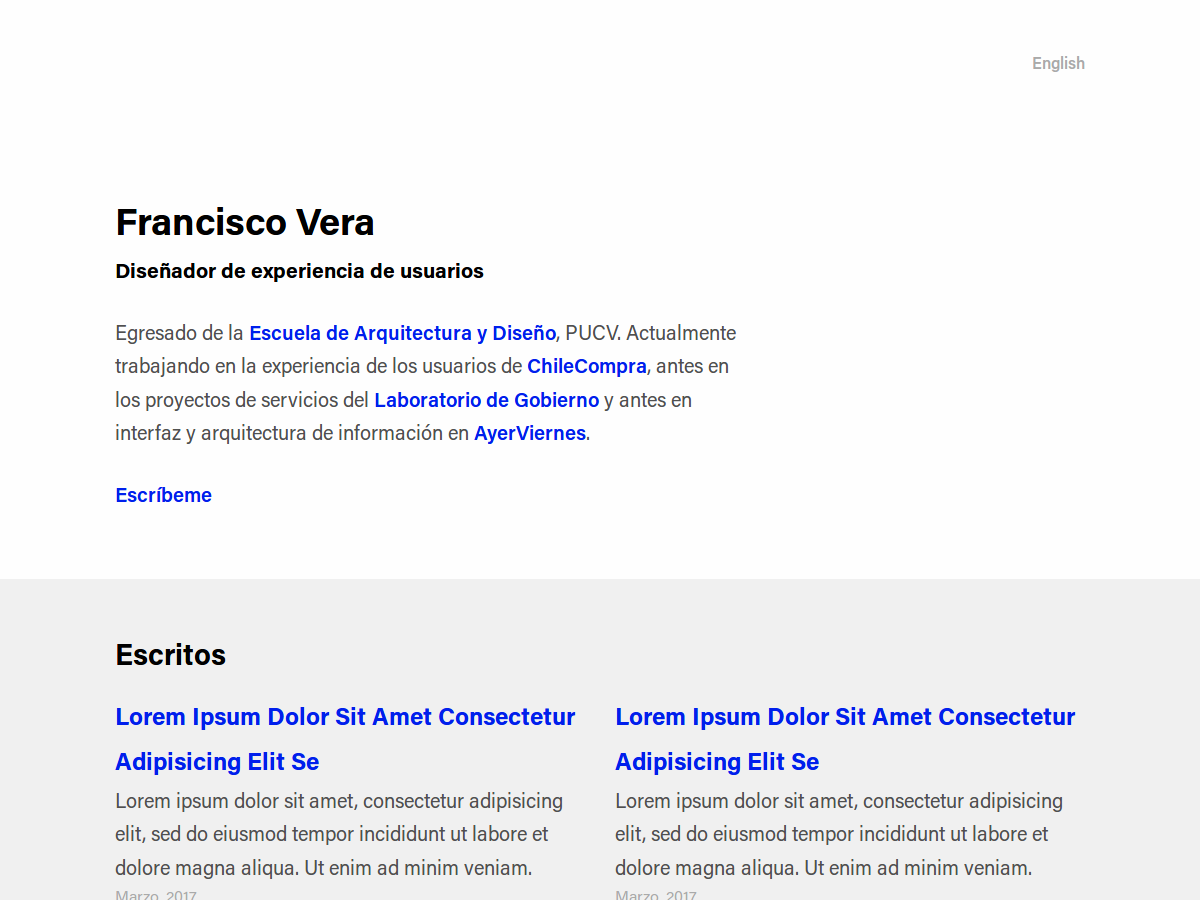 English
Francisco Vera
Diseñador de experiencia de usuarios
Egresado de la Escuela de Arquitectura y Diseño, PUCV. Actualmente
trabajando en la experiencia de los usuarios de ChileCompra, antes en
los proyectos de servicios del Laboratorio de Gobierno y antes en
interfaz y arquitectura de información en AyerViernes.
Escríbeme
Escritos
Lorem Ipsum Dolor Sit Amet Consectetur
Adipisicing Elit Se
Lorem ipsum dolor sit amet, consectetur adipisicing
elit, sed do eiusmod tempor incididunt ut labore et
dolore magna aliqua. Ut enim ad minim veniam.
Marzo, 2017
Lorem Ipsum Dolor Sit Amet Consectetur
Adipisicing Elit Se
Lorem ipsum dolor sit amet, consectetur adipisicing
elit, sed do eiusmod tempor incididunt ut labore et
dolore magna aliqua. Ut enim ad minim veniam.
Marzo, 2017